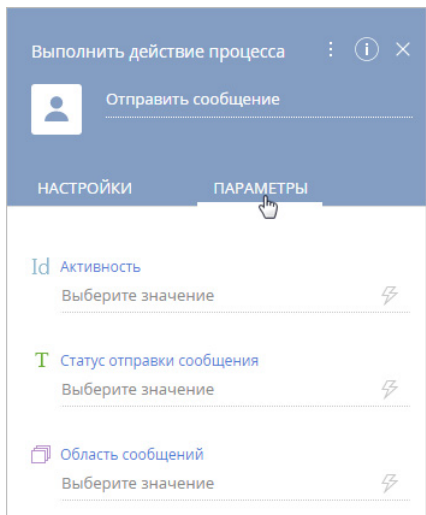 Выполнить действие процесса
Отправить сообщение
НАСТРОЙКИ ПАРАМЕТРЫ
Id Активность
Выберите значение
T Статус отправки сообщения
Выберите значение
Область сообщений
Выберите значение